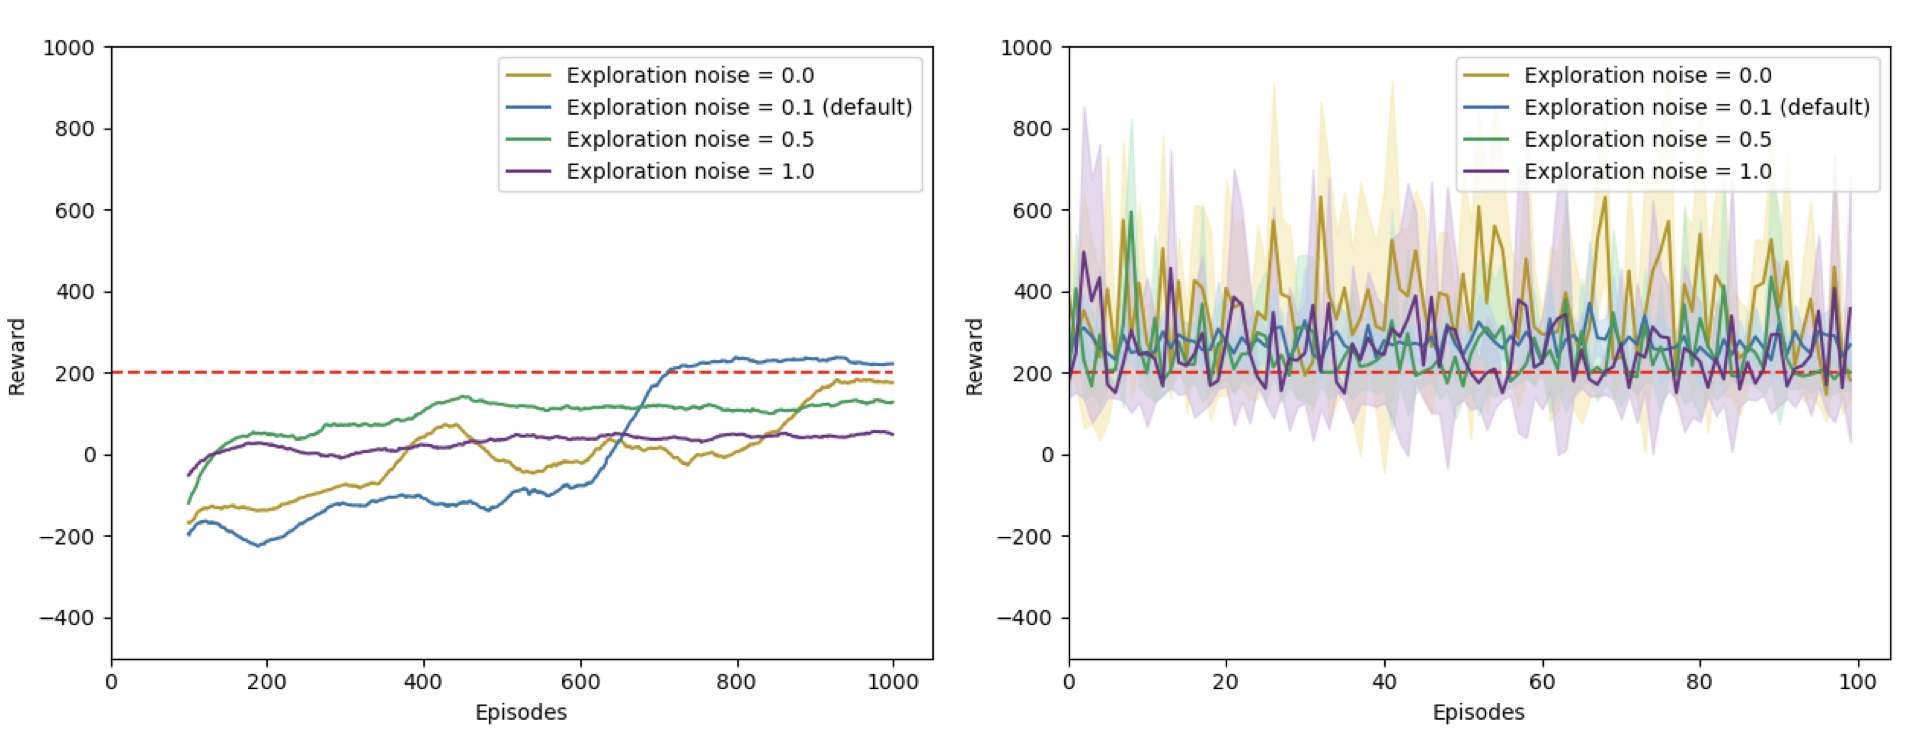 1000
800
600
400
200
0
−200
−400
Reward
0
200
400
600
800
1000
Episodes
Exploration noise = 0.0
Exploration noise = 0.1 (default)
Exploration noise = 0.5
Exploration noise = 1.0
1000
800
600
400
200
0
−200
−400
Reward
0
20
40
60
80
100
Episodes
Exploration noise = 0.0
Exploration noise = 0.1 (default)
Exploration noise = 0.5
Exploration noise = 1.0